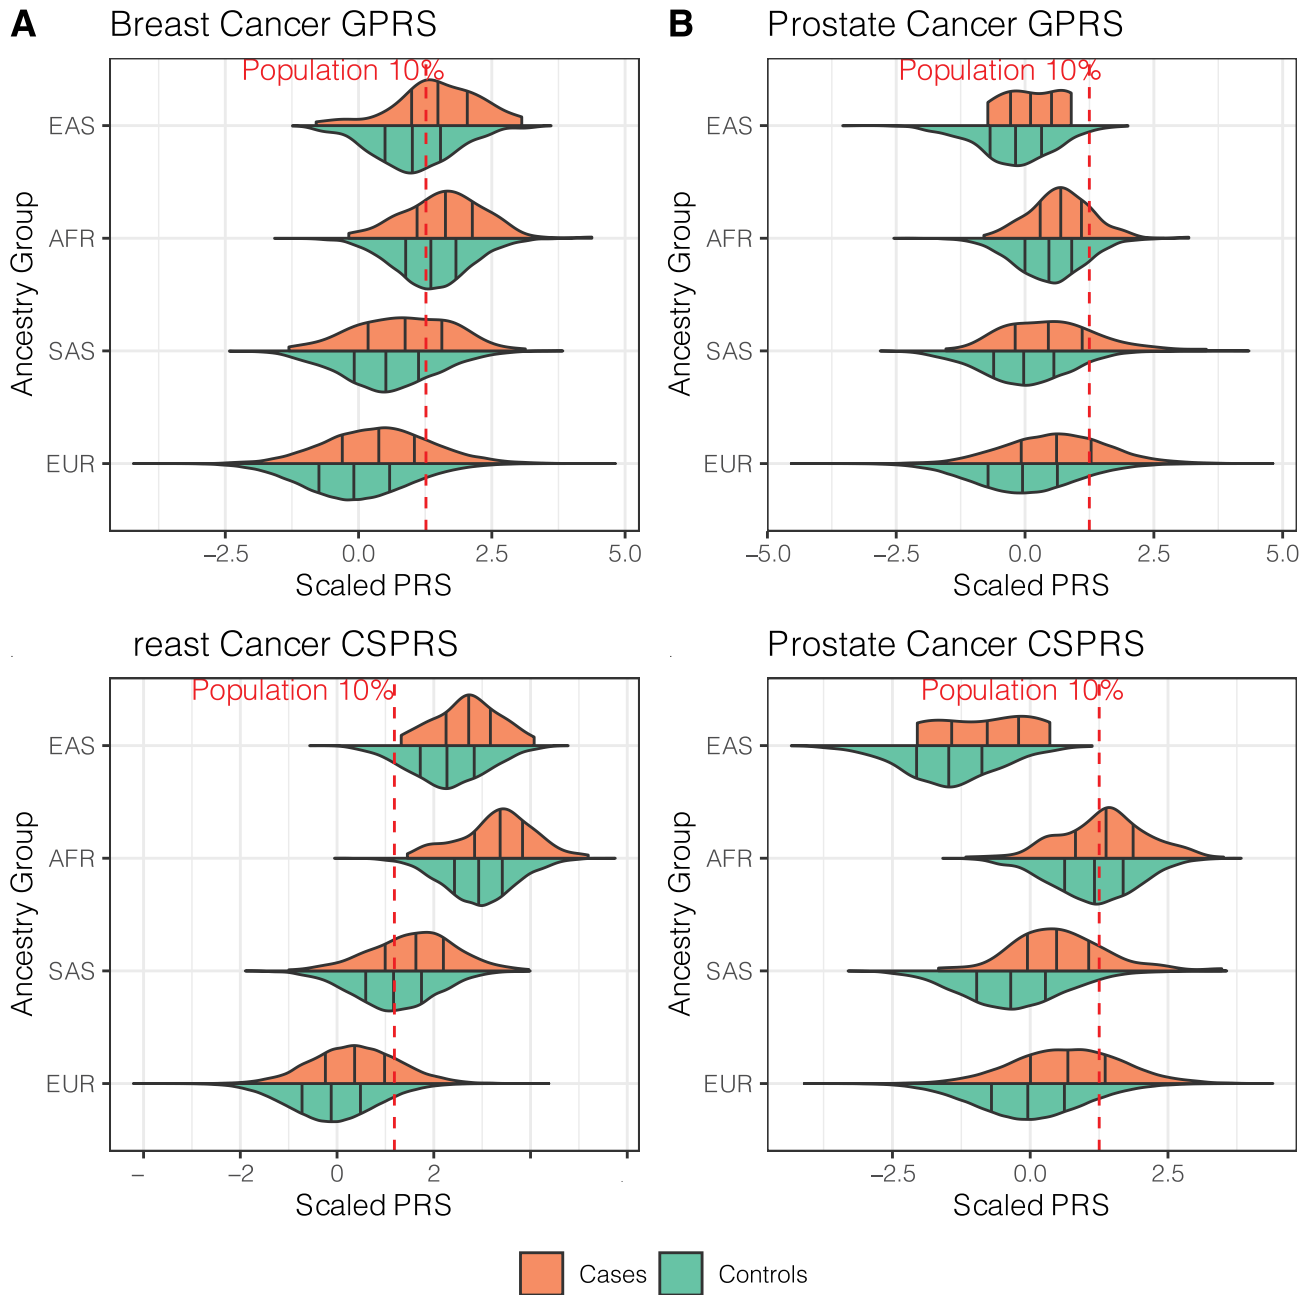 A Breast Cancer GPRS
Population 10%
EAS
AFR
SAS
EUR
Ancestry Group
−2.5 0.0 2.5 5.0
Scaled PRS
B Prostate Cancer GPRS
Population 10%
EAS
AFR
SAS
EUR
Ancestry Group
−5.0 −2.5 0.0 2.5 5.0
Scaled PRS
reast Cancer CSPRS
Population 10%
EAS
AFR
SAS
EUR
Ancestry Group
− −2 0 2
Scaled PRS
Prostate Cancer CSPRS
Population 10%
EAS
AFR
SAS
EUR
Ancestry Group
−2.5 0.0 2.5
Scaled PRS
Cases Controls